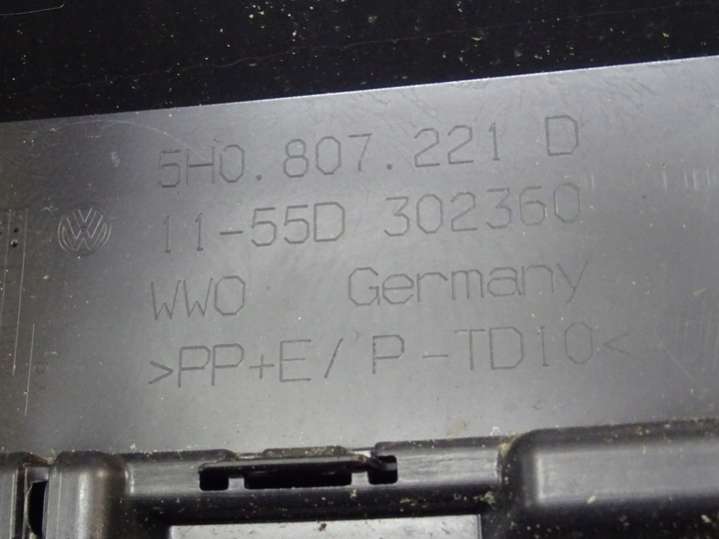 5H0.807.221 D
11-55D 302360
WWO Germany
>PP+E/P-TD10<